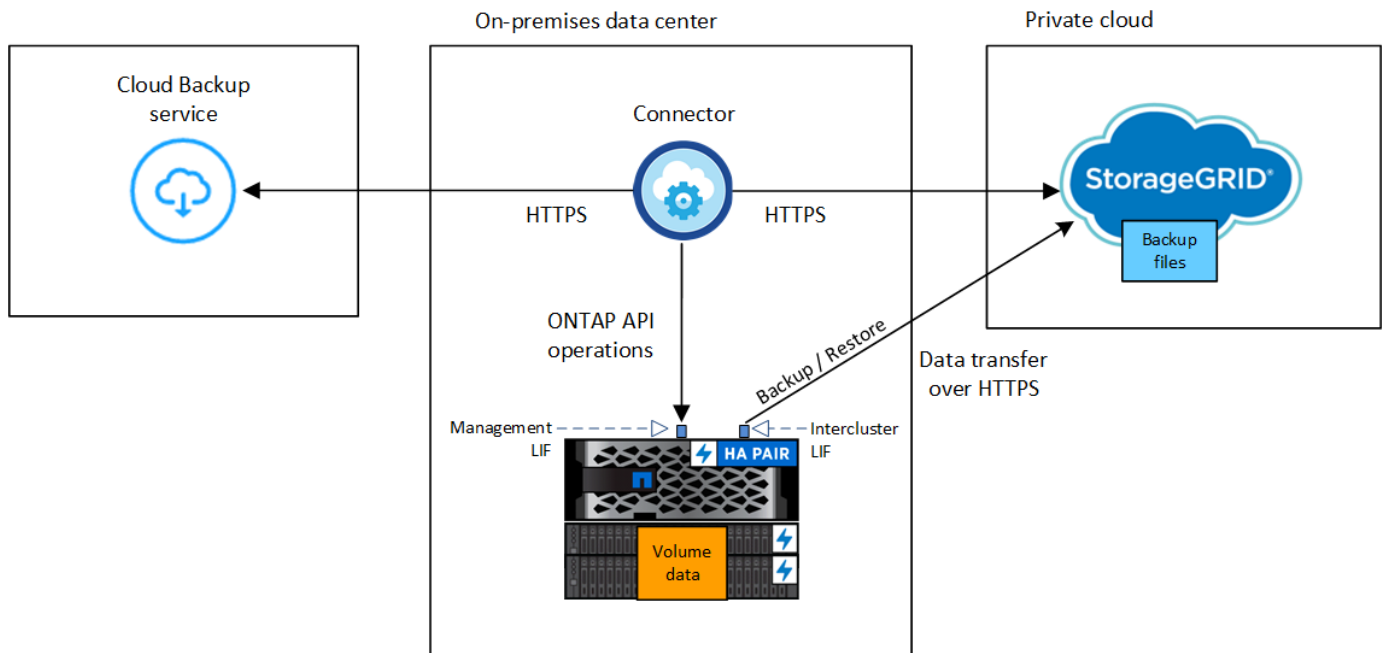 On-premises data center
Private cloud
Cloud Backup
service
Connector
HTTPS
HTTPS
StorageGRID®
Backup
files
ONTAP API
operations
Backup / Restore
Data transfer
over HTTPS
Management
LIF
Intercluster
LIF
HA PAIR
Volume
data